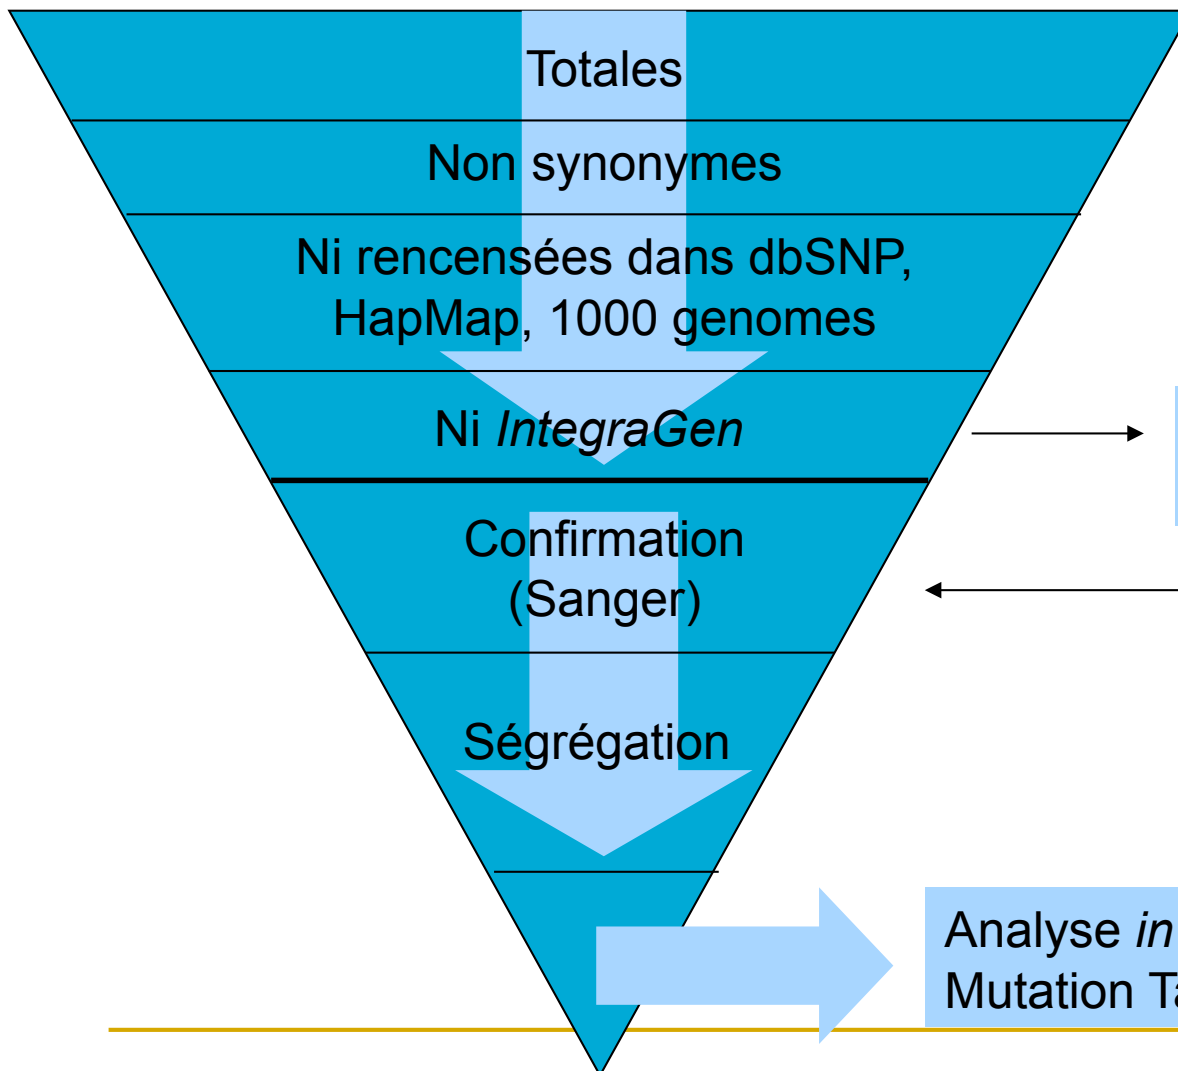 Totales
Non synonymes
Ni rencensées dans dbSNP,
HapMap, 1000 genomes
Ni IntegraGen
Confirmation
(Sanger)
Ségrégation
Analyse in
Mutation